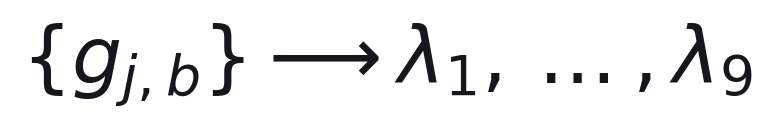 {g_{j,b}} ⟶ λ_1, … , λ_9